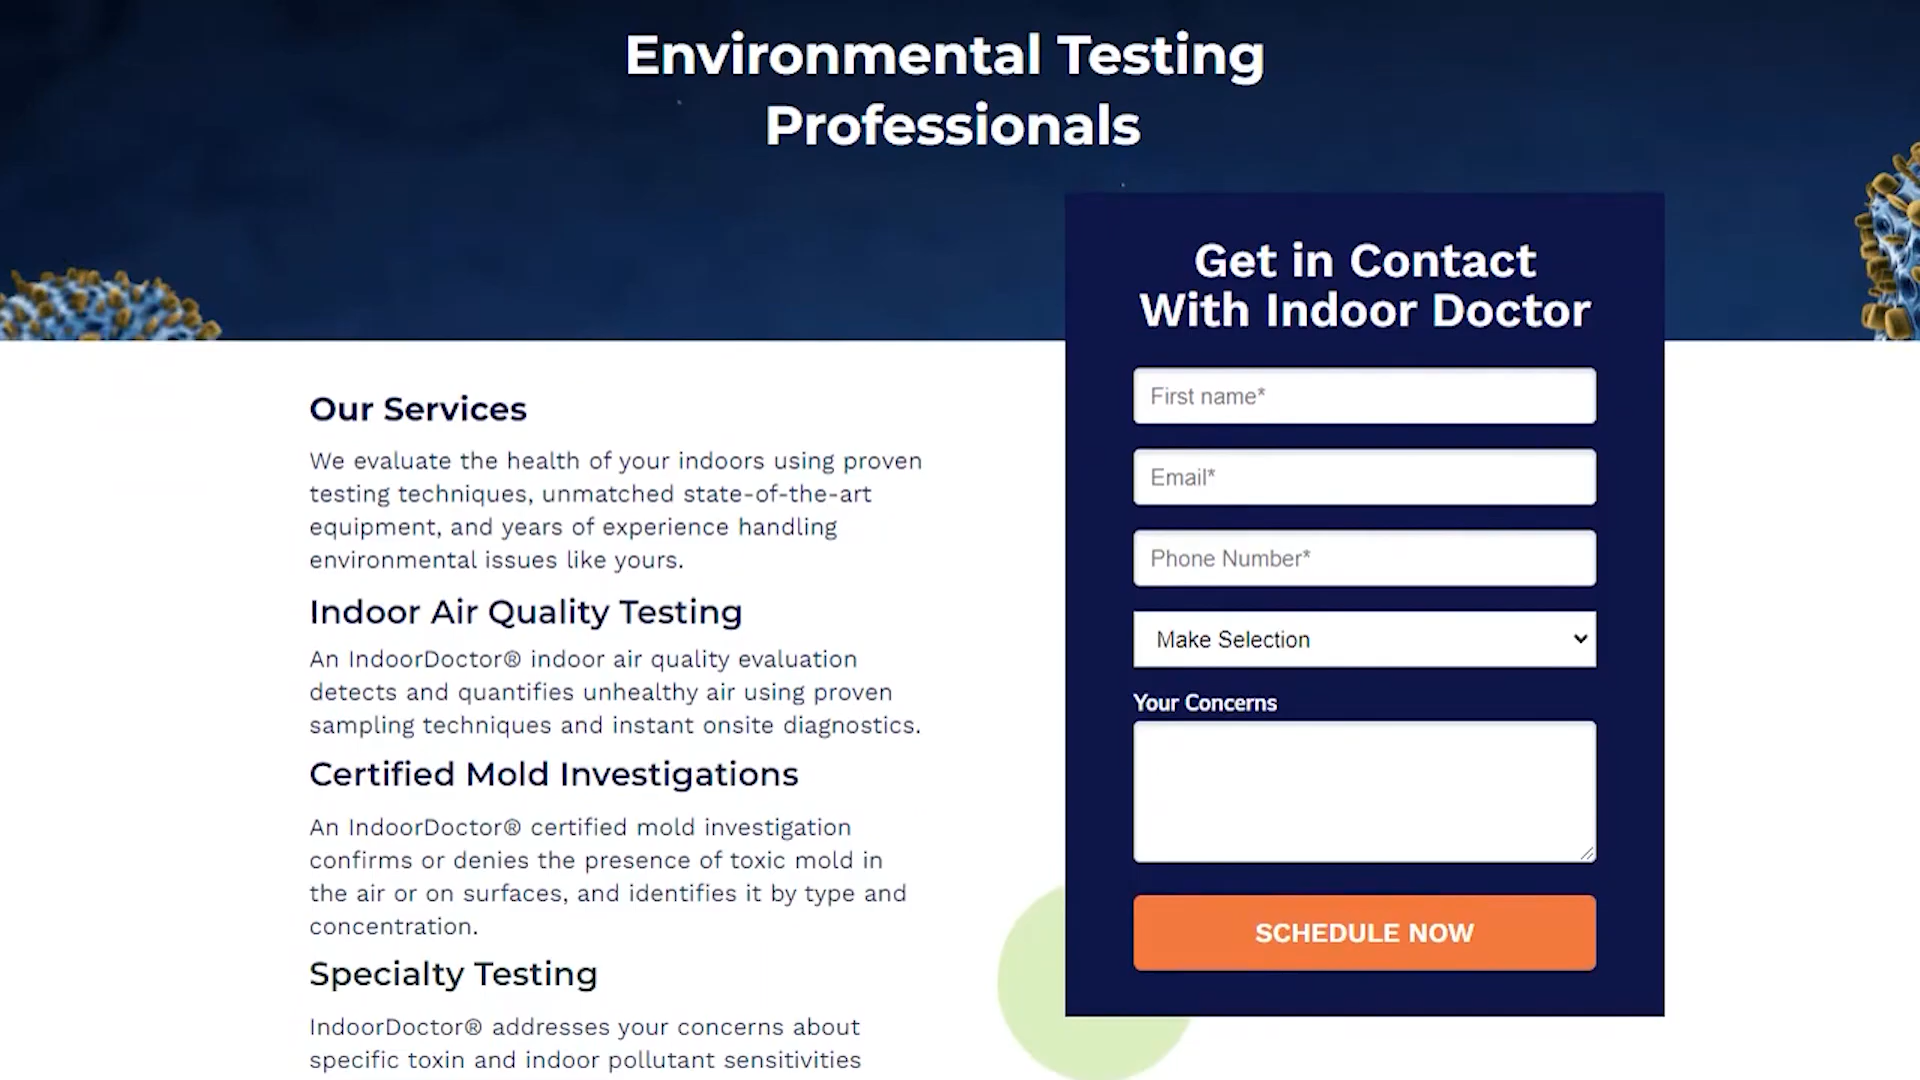 Environmental Testing
Professionals
Get in Contact
With Indoor Doctor
First name*
Email*
Phone Number*
Make Selection
Your Concerns
SCHEDULE NOW
Our Services
We evaluate the health of your indoors using proven
testing techniques, unmatched state-of-the-art
equipment, and years of experience handling
environmental issues like yours.
Indoor Air Quality Testing
An IndoorDoctor® indoor air quality evaluation
detects and quantifies unhealthy air using proven
sampling techniques and instant onsite diagnostics.
Certified Mold Investigations
An IndoorDoctor® certified mold investigation
confirms or denies the presence of toxic mold in
the air or on surfaces, and identifies it by type and
concentration.
Specialty Testing
IndoorDoctor® addresses your concerns about
specific toxin and indoor pollutant sensitivities